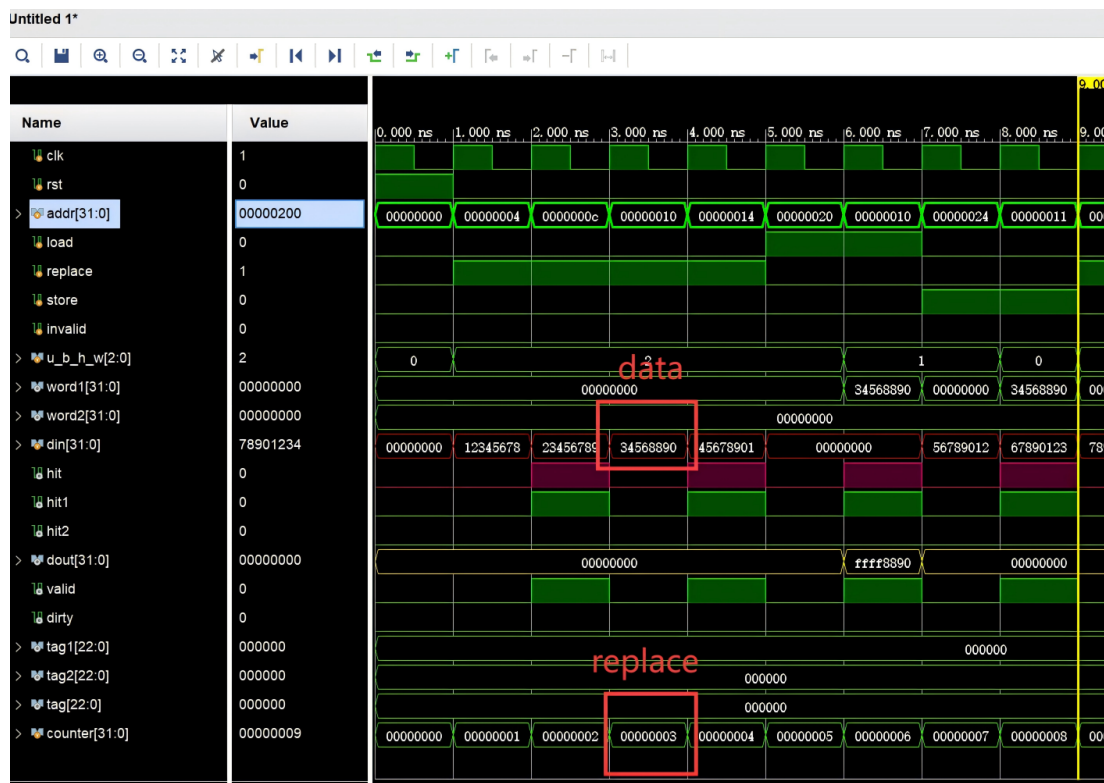 Untitled 1*
9.00
Name Value
0.000 ns 1.000 ns 2.000 ns 3.000 ns 4.000 ns 5.000 ns 6.000 ns 7.000 ns 8.000 ns 9.00
clk 1
rst 0
addr[31:0] 00000200 00000000 00000004 0000000c 00000010 00000014 00000020 00000010 00000024 00000011 00
load 0
replace 1
store 0
invalid 0
u_b_h_w[2:0] 2 0 2 1 0
data
word1[31:0] 00000000 00000000 34568890 00000000 34568890 00
word2[31:0] 00000000 00000000
din[31:0] 78901234 00000000 12345678 23456789 34568890 45678901 00000000 56789012 67890123 78
hit 0
hit1 0
hit2 0
dout[31:0] 00000000 00000000 ffff8890 00000000
valid 0
dirty 0
tag1[22:0] 000000 000000
replace
tag2[22:0] 000000 000000
tag[22:0] 000000 000000
counter[31:0] 00000009 00000000 00000001 00000002 00000003 00000004 00000005 00000006 00000007 00000008 00